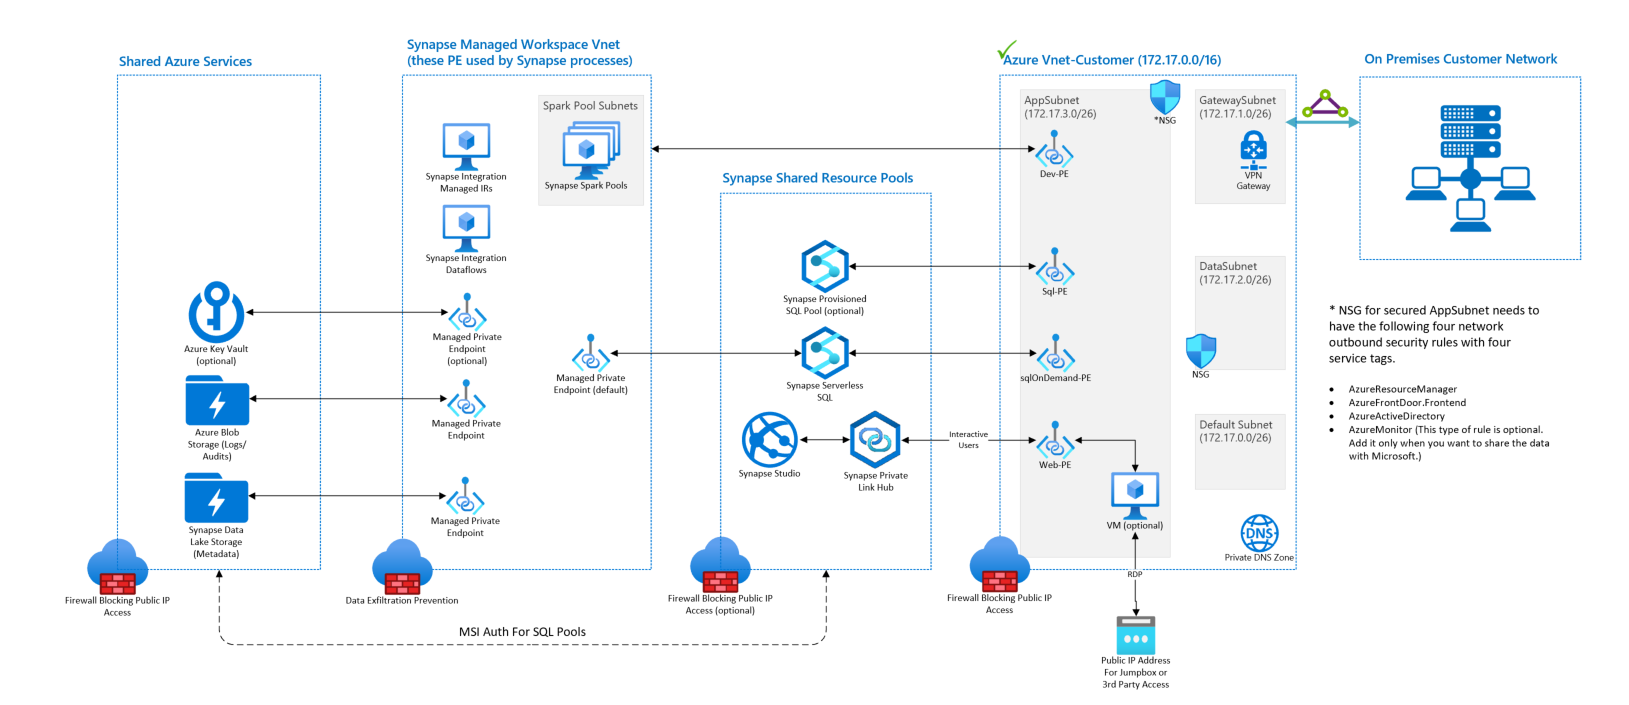 Shared Azure Services
Synapse Managed Workspace Vnet
(these PE used by Synapse processes)
Azure Vnet-Customer (172.17.0.0/16)
On Premises Customer Network
Spark Pool Subnets
Synapse Spark Pools
Synapse Integration
Managed IRs
Synapse Integration
Dataflows
Azure Key Vault
(optional)
Managed Private
Endpoint
(optional)
Managed Private
Endpoint (default)
Azure Blob
Storage (Logs/
Audits)
Managed Private
Endpoint
Synapse Data
Lake Storage
(Metadata)
Managed Private
Endpoint
Firewall Blocking Public IP
Access
Data Exfiltration Prevention
MSI Auth For SQL Pools
Synapse Shared Resource Pools
Synapse Provisioned
SQL Pool (optional)
Synapse Serverless
SQL
Synapse Studio
Synapse Private
Link Hub
Firewall Blocking Public IP
Access (optional)
Interactive
Users
AppSubnet
(172.17.3.0/26)
*NSG
Dev-PE
Sql-PE
sqlOnDemand-PE
Web-PE
VM (optional)
RDP
Public IP Address
For Jumpbox or
3rd Party Access
Firewall Blocking Public IP
Access
GatewaySubnet
(172.17.1.0/26)
VPN
Gateway
DataSubnet
(172.17.2.0/26)
NSG
Default Subnet
(172.17.0.0/26)
DNS
Private DNS Zone
* NSG for secured AppSubnet needs to
have the following four network
outbound security rules with four
service tags.
• AzureResourceManager
• AzureFrontDoor.Frontend
• AzureActiveDirectory
• AzureMonitor (This type of rule is optional.
Add it only when you want to share the data
with Microsoft.)